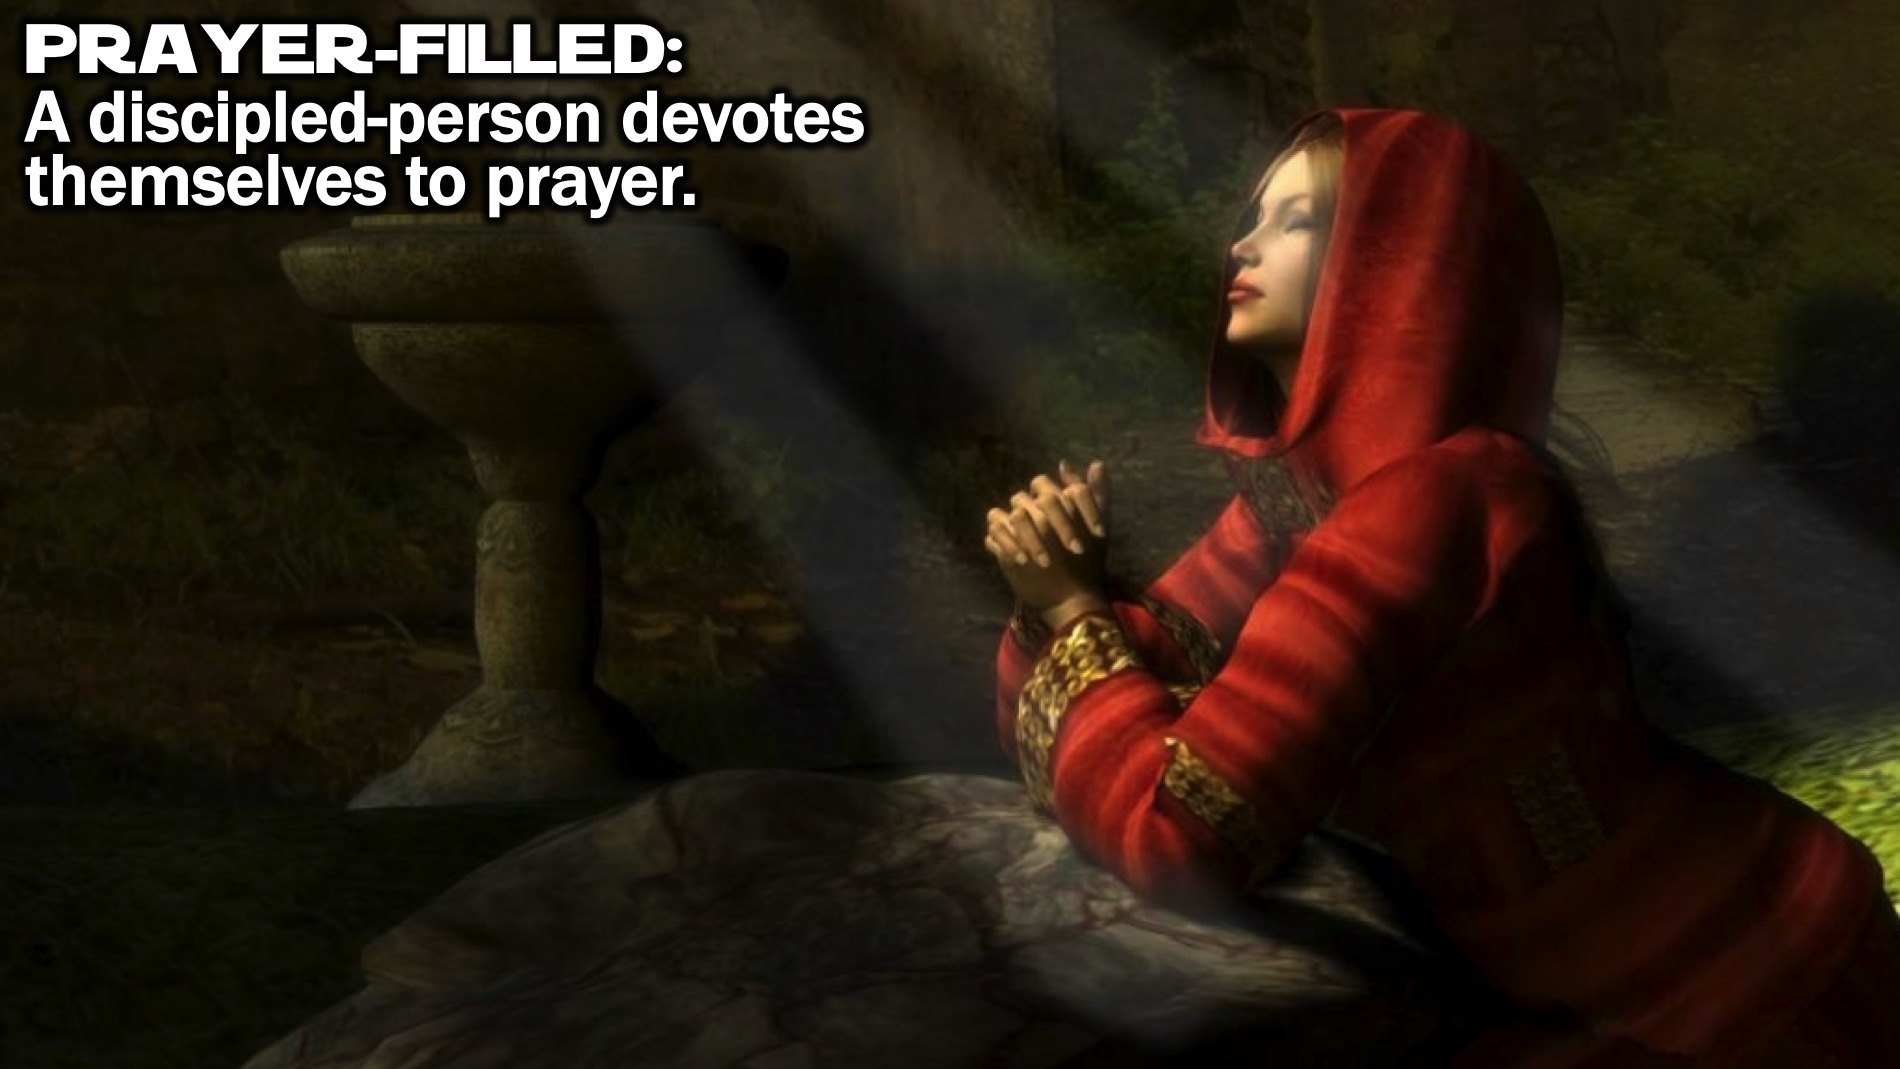 PRAYER-FILLED:
A discipled-person devotes
themselves to prayer.